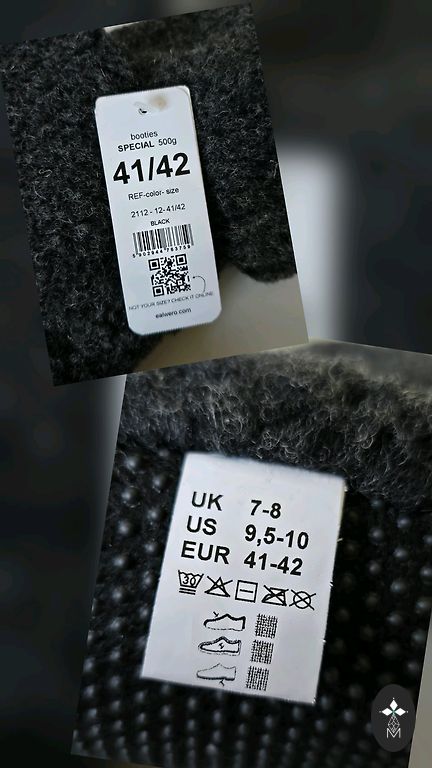 booties
SPECIAL 500g
41/42
REF-color- size
2112 - 12- 41/42
BLACK
NOT YOUR SIZE? CHECK IT ONLINE
ealwero.com
UK 7-8
US 9,5-10
EUR 41-42
30
M